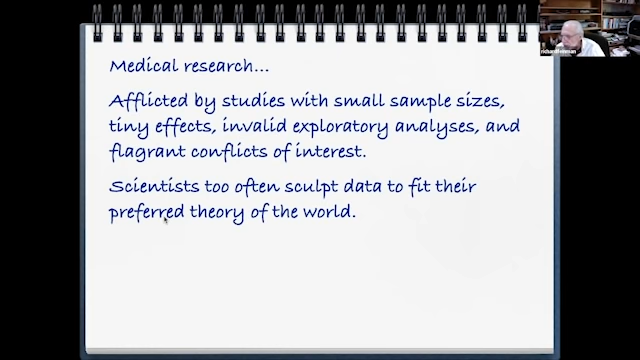 Medical research...
Afflicted by studies with small sample sizes,
tiny effects, invalid exploratory analyses, and
flagrant conflicts of interest.
Scientists too often sculpt data to fit their
preferred theory of the world.